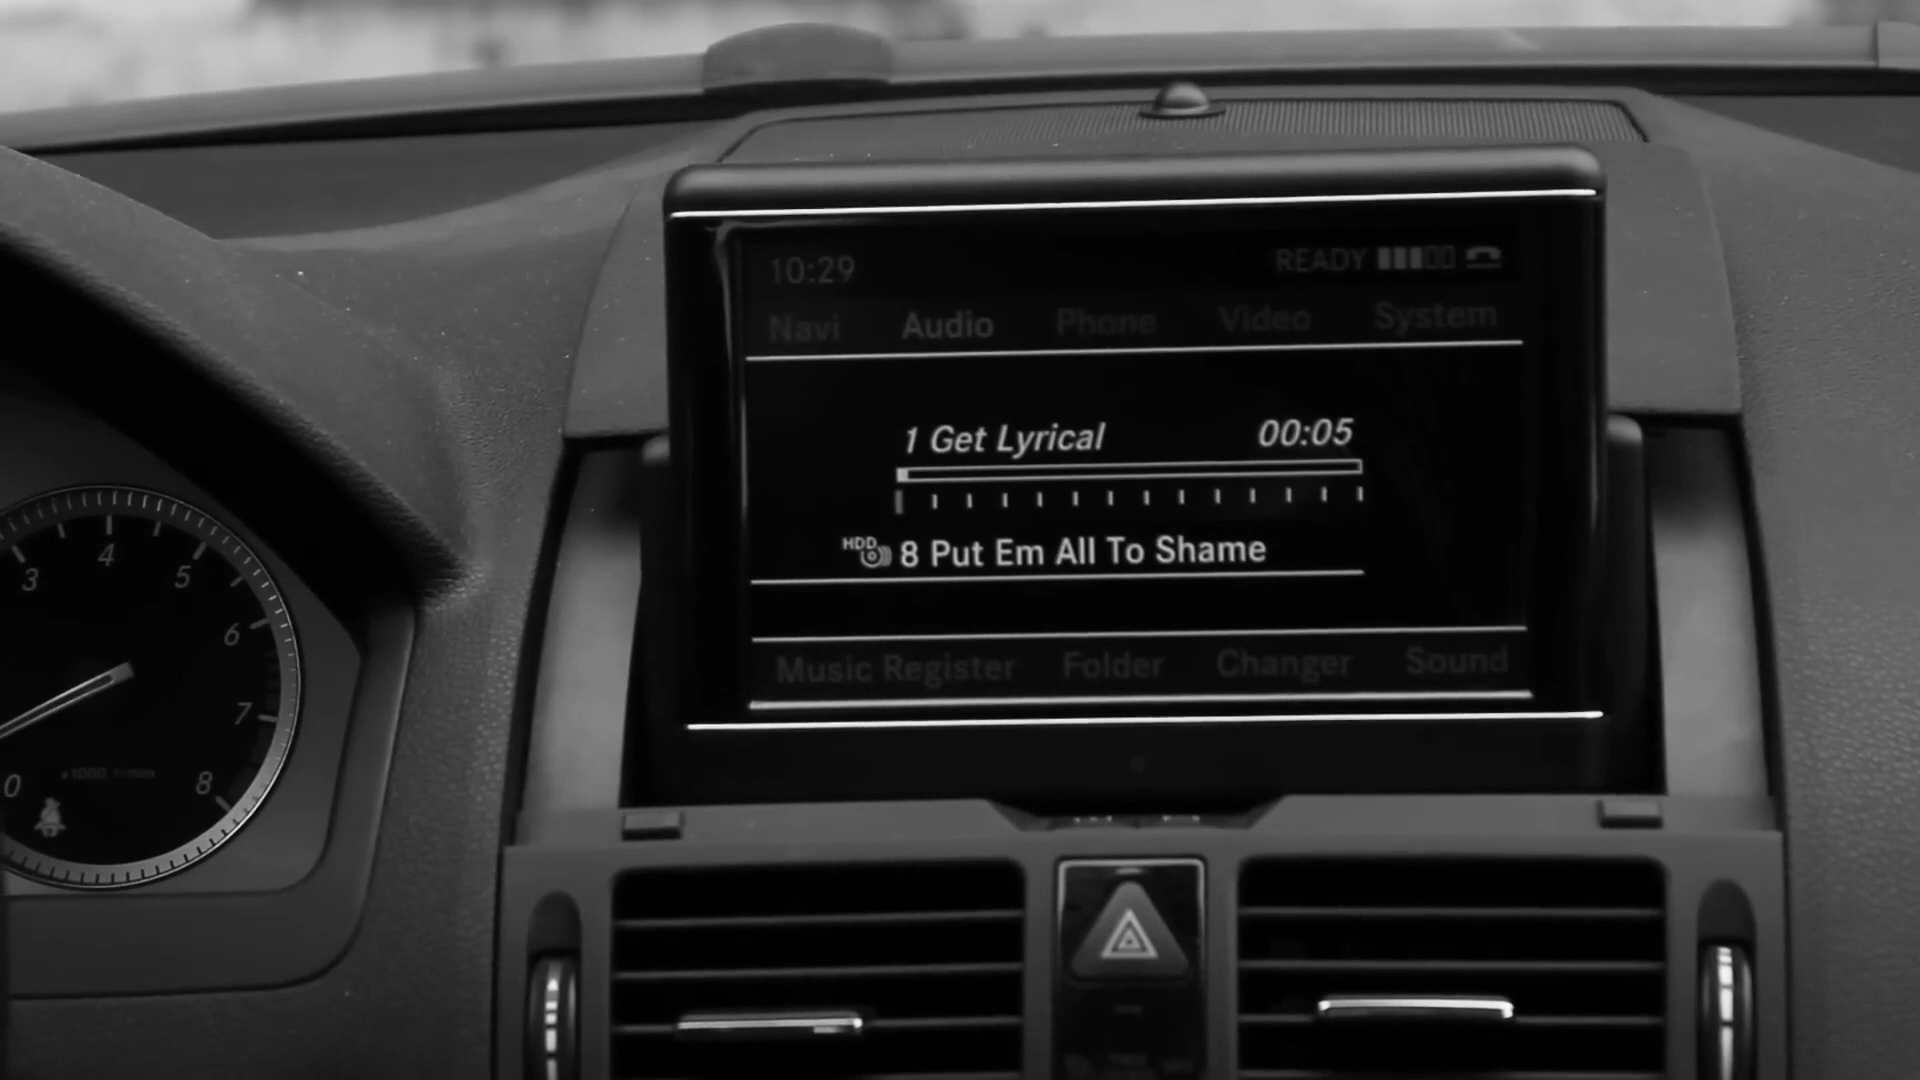 10:29 READY
Navi Audio Phone Video System
1 Get Lyrical 00:05
HDD 8 Put Em All To Shame
Music Register Folder Changer Sound
3 4 5 6 7 8 0
x1000 1/min